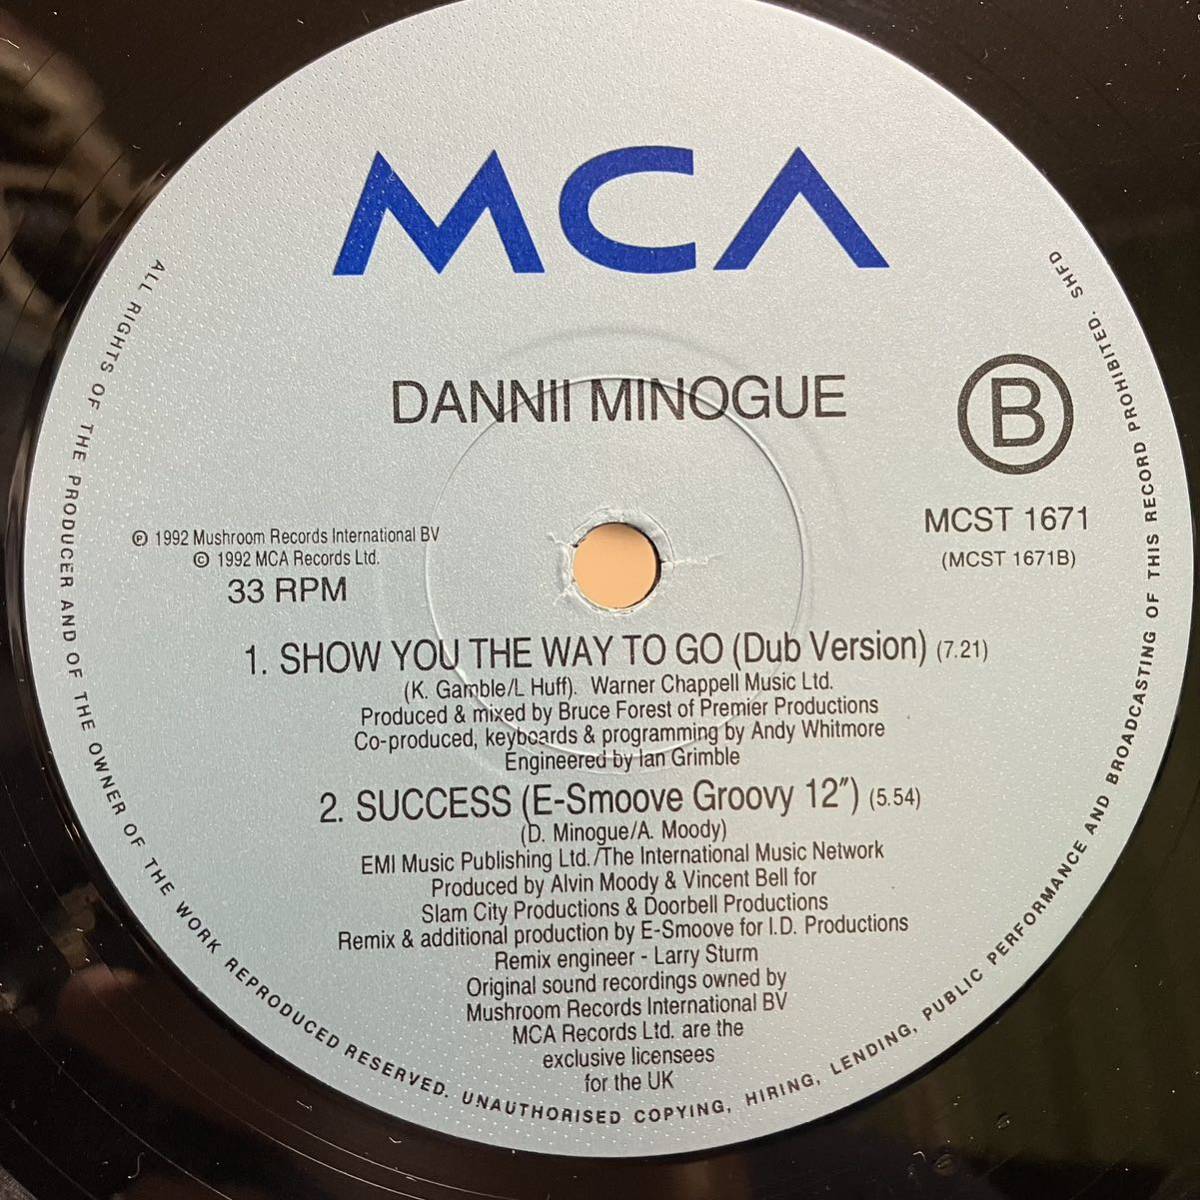 MCA
DANNII MINOGUE
B
MCST 1671
(MCST 1671B)
℗ 1992 Mushroom Records International BV
© 1992 MCA Records Ltd.
33 RPM
1. SHOW YOU THE WAY TO GO (Dub Version) (7.21)
(K. Gamble/L Huff). Warner Chappell Music Ltd.
Produced & mixed by Bruce Forest of Premier Productions
Co-produced, keyboards & programming by Andy Whitmore
Engineered by Ian Grimble
2. SUCCESS (E-Smoove Groovy 12") (5.54)
(D. Minogue/A. Moody)
EMI Music Publishing Ltd./The International Music Network
Produced by Alvin Moody & Vincent Bell for
Slam City Productions & Doorbell Productions
Remix & additional production by E-Smoove for I.D. Productions
Remix engineer - Larry Sturm
Original sound recordings owned by
Mushroom Records International BV
MCA Records Ltd. are the
exclusive licensees
for the UK
ALL RIGHTS OF THE PRODUCER AND OF THE OWNER OF THE WORK REPRODUCED RESERVED. UNAUTHORISED COPYING, HIRING, LENDING, PUBLIC PERFORMANCE AND BROADCASTING OF THIS RECORD PROHIBITED. SHFD